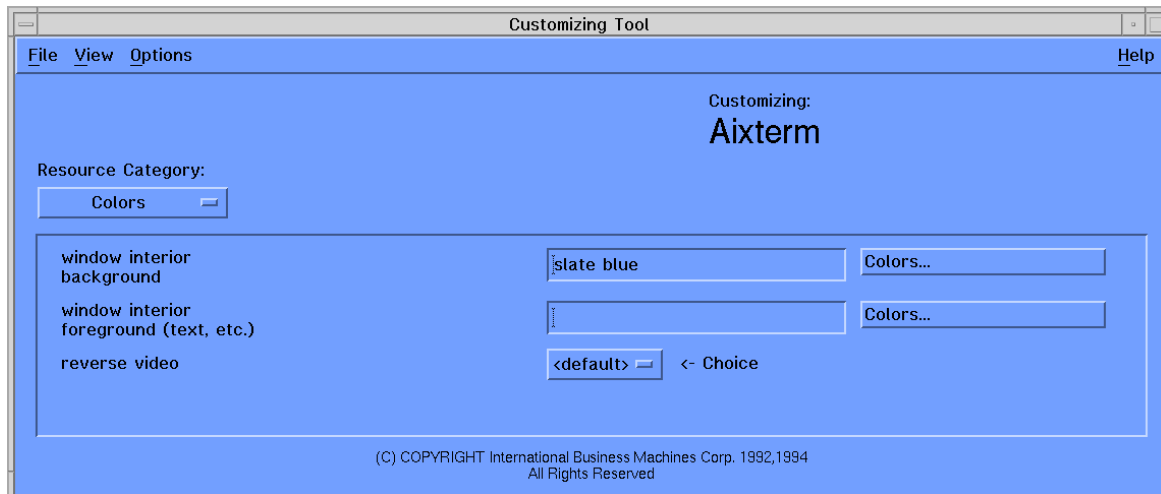 Customizing Tool
File View Options Help
Customizing:
Aixterm
Resource Category:
Colors
window interior
background
slate blue
Colors...
window interior
foreground (text, etc.)
Colors...
reverse video
<default>
<- Choice
(C) COPYRIGHT International Business Machines Corp. 1992,1994
All Rights Reserved